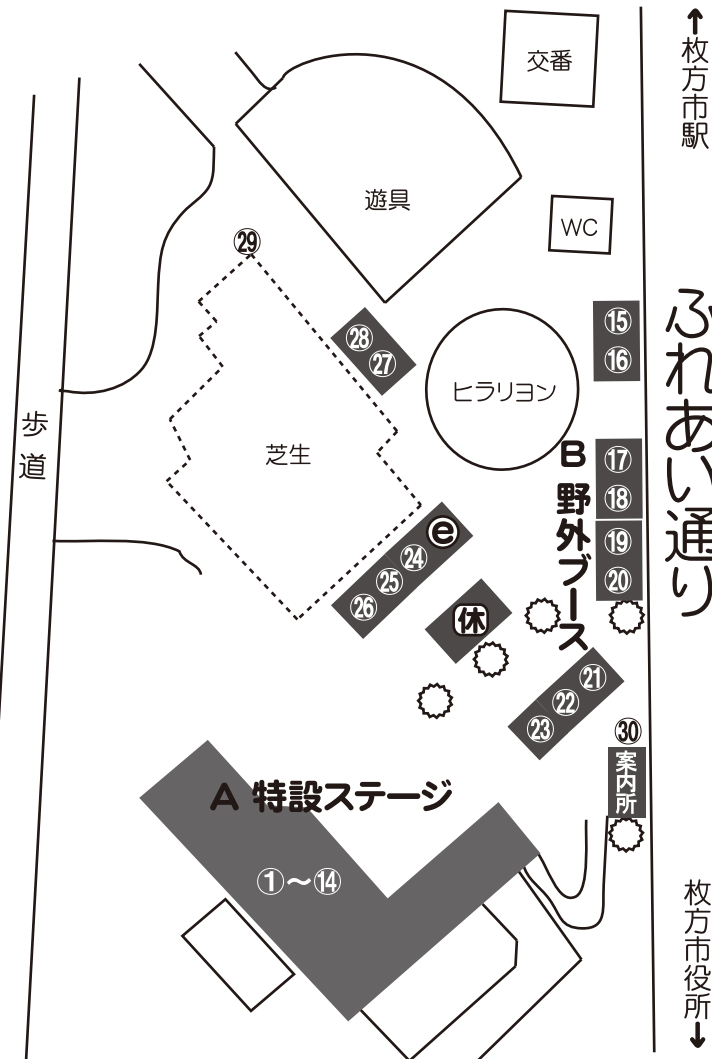 ↑枚方市駅
交番
遊具
WC
ふれあい通り
㉙
⑮
⑯
㉘
㉗
ヒラリヨン
歩道
芝生
B 野外ブース
⑰
⑱
⑲
⑳
e
㉔
㉕
㉖
休
㉑
㉒
㉓
㉚
案内所
A 特設ステージ
①〜⑭
枚方市役所↓